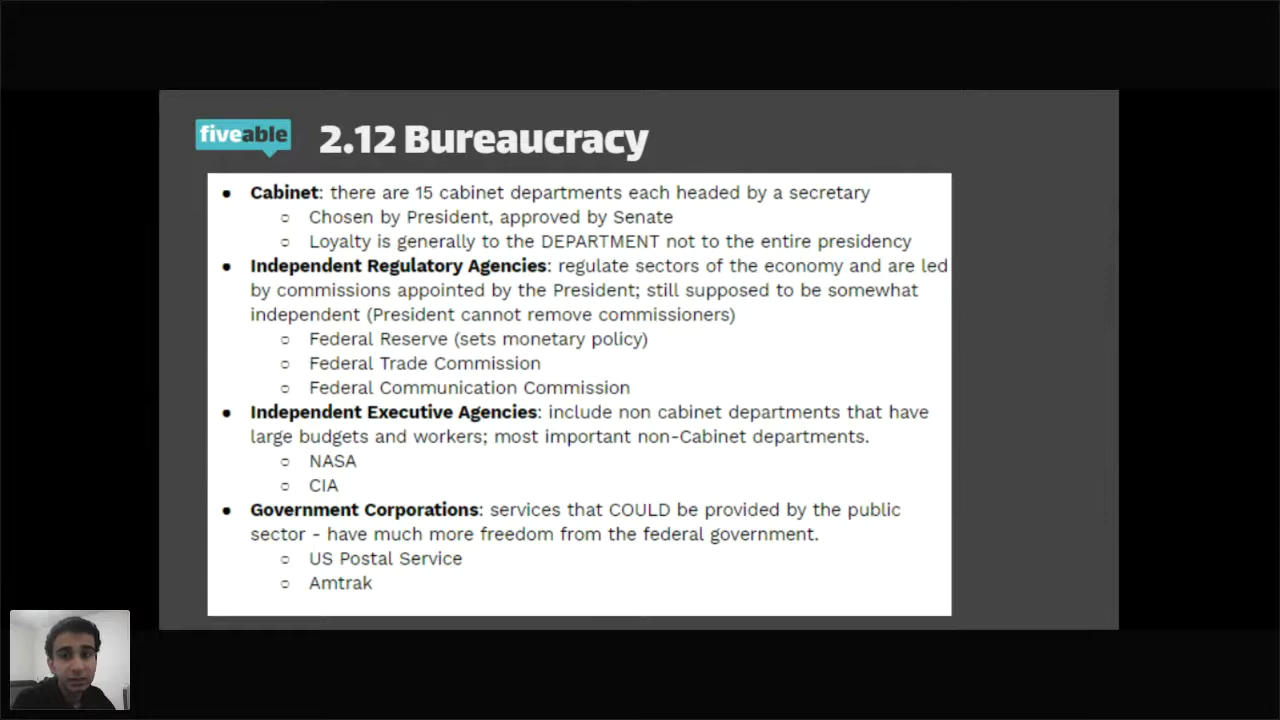 fiveable
2.12 Bureaucracy
● Cabinet: there are 15 cabinet departments each headed by a secretary
○ Chosen by President, approved by Senate
○ Loyalty is generally to the DEPARTMENT not to the entire presidency
● Independent Regulatory Agencies: regulate sectors of the economy and are led
by commissions appointed by the President; still supposed to be somewhat
independent (President cannot remove commissioners)
○ Federal Reserve (sets monetary policy)
○ Federal Trade Commission
○ Federal Communication Commission
● Independent Executive Agencies: include non cabinet departments that have
large budgets and workers; most important non-Cabinet departments.
○ NASA
○ CIA
● Government Corporations: services that COULD be provided by the public
sector - have much more freedom from the federal government.
○ US Postal Service
○ Amtrak